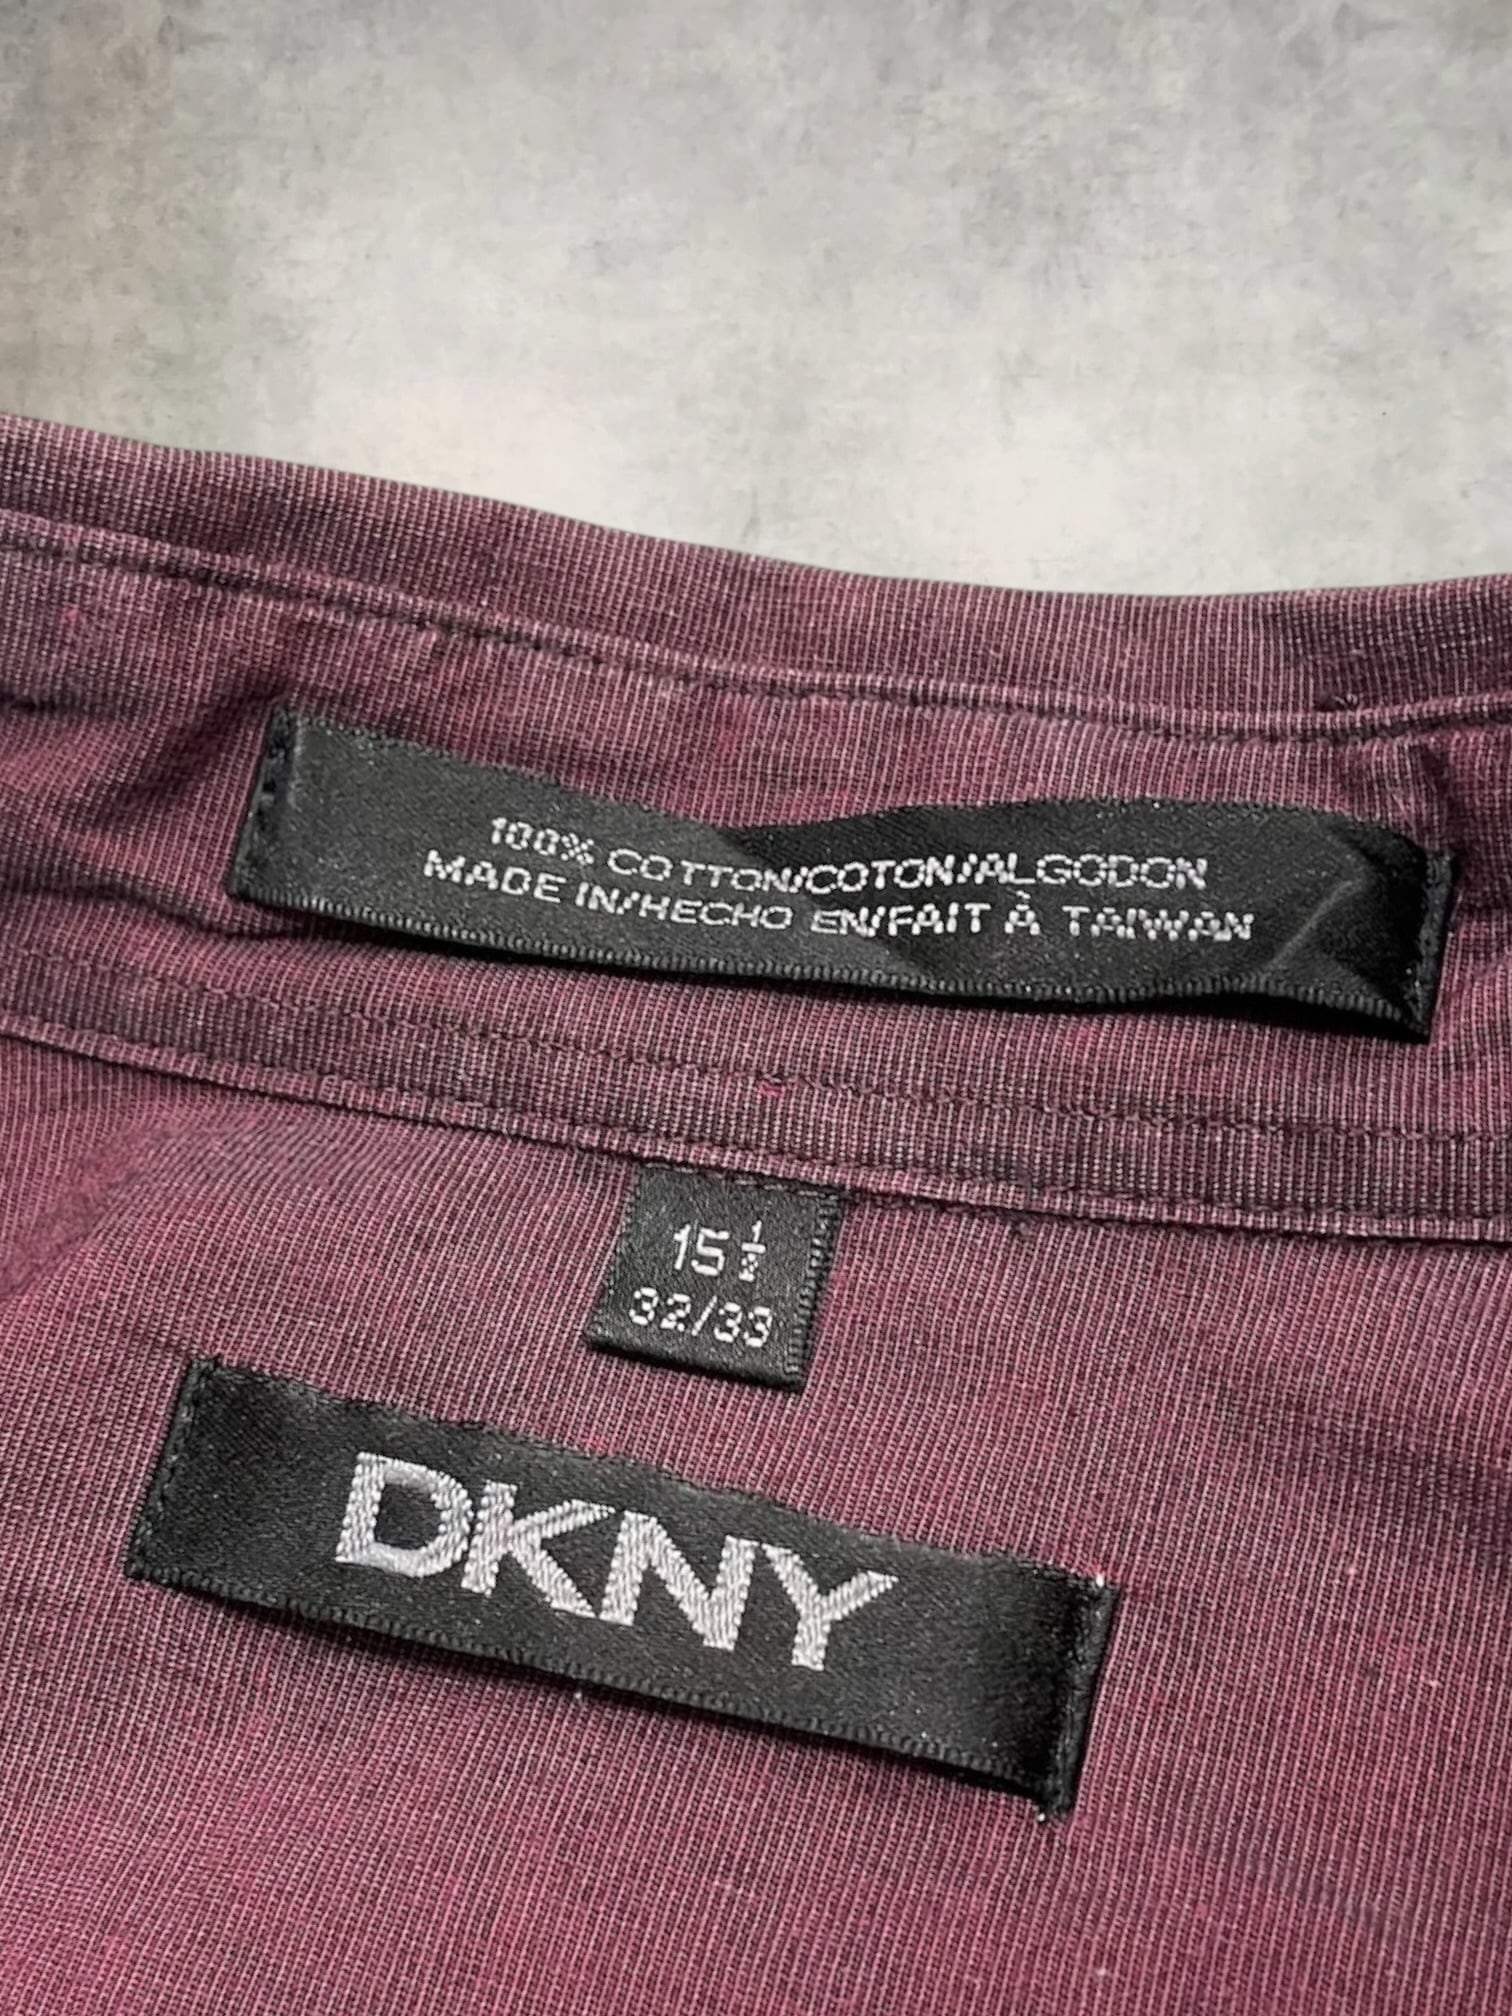 100% COTTON/COTON/ALGODON
MADE IN/HECHO EN/FAIT À TAIWAN
15 ½
32/33
DKNY